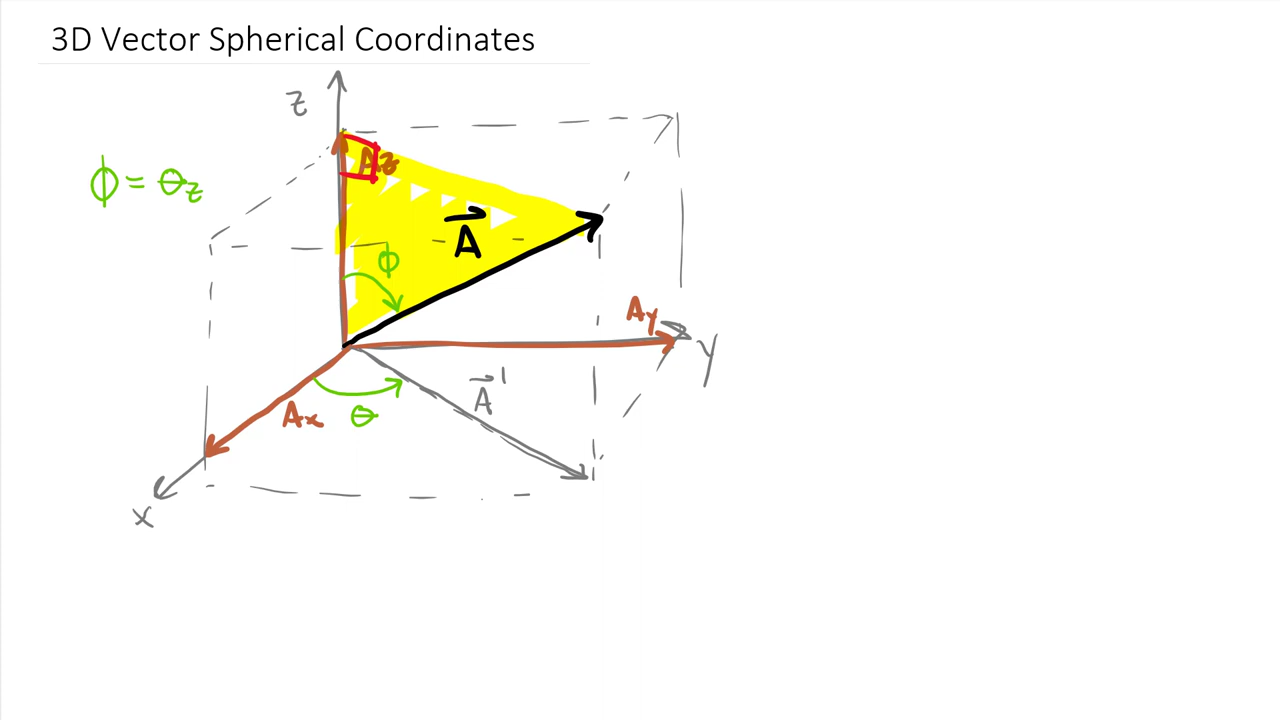 3D Vector Spherical Coordinates
z
Az
ϕ = θz
A
ϕ
Ay
y
A'
Ax
θ
x